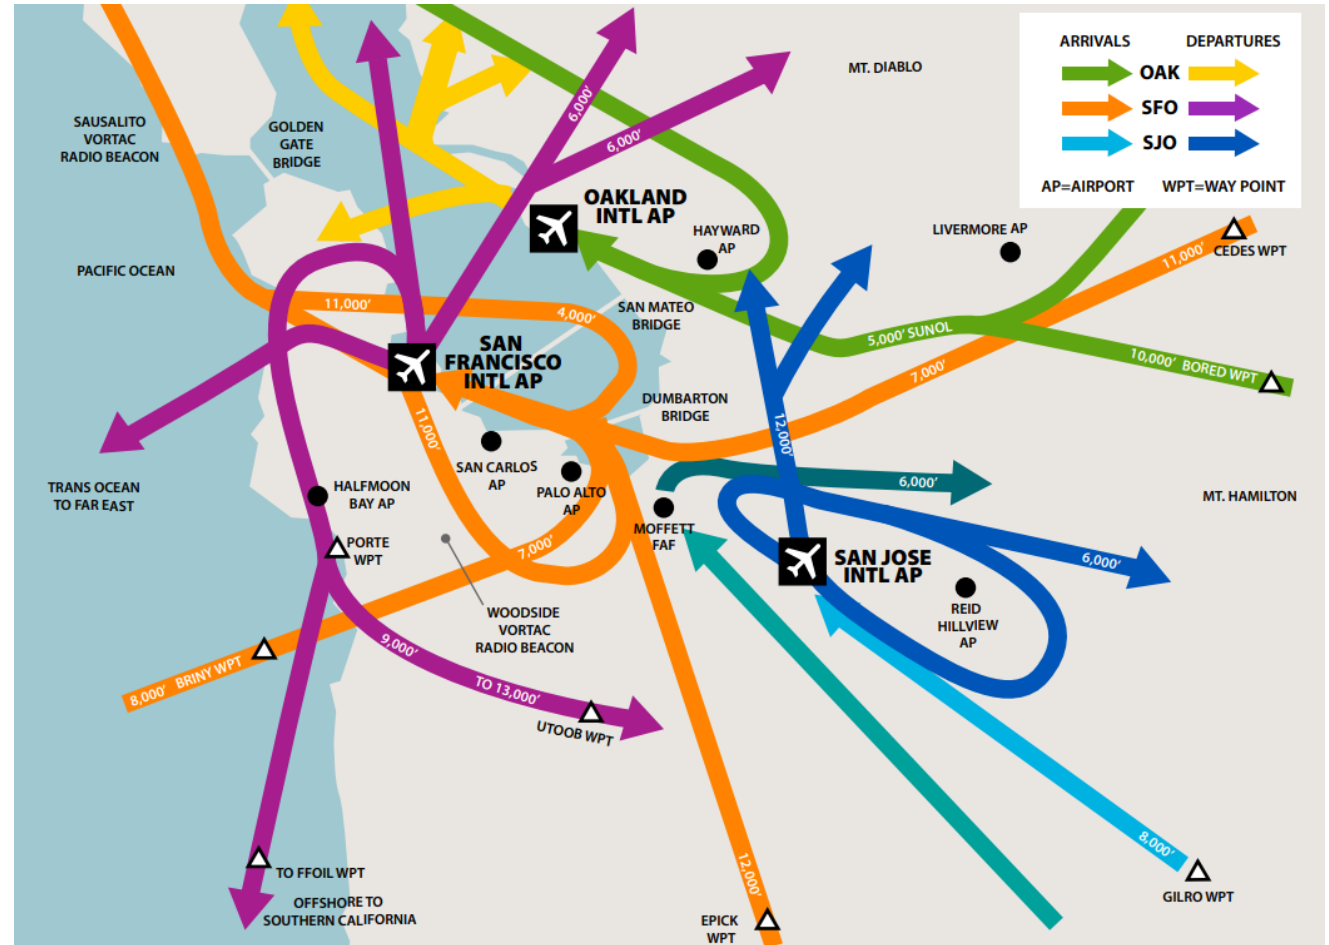 ARRIVALS DEPARTURES
OAK
SFO
SJO
AP=AIRPORT WPT=WAY POINT
MT. DIABLO
SAUSALITO
VORTAC
RADIO BEACON
GOLDEN
GATE
BRIDGE
6,000'
6,000'
OAKLAND
INTL AP
HAYWARD
AP
LIVERMORE AP
11,000'
CEDES WPT
PACIFIC OCEAN
11,000'
4,000'
SAN MATEO
BRIDGE
5,000' SUNOL
10,000' BORED WPT
7,000'
SAN
FRANCISCO
INTL AP
DUMBARTON
BRIDGE
11,000'
12,000'
SAN CARLOS
AP
PALO ALTO
AP
6,000'
MT. HAMILTON
TRANS OCEAN
TO FAR EAST
HALFMOON
BAY AP
MOFFETT
FAF
PORTE
WPT
7,000'
SAN JOSE
INTL AP
6,000'
REID
HILLVIEW
AP
WOODSIDE
VORTAC
RADIO BEACON
9,000'
TO 13,000'
8,000' BRINY WPT
UTOOB WPT
8,000'
GILRO WPT
12,000'
TO FFOIL WPT
OFFSHORE TO
SOUTHERN CALIFORNIA
EPICK
WPT